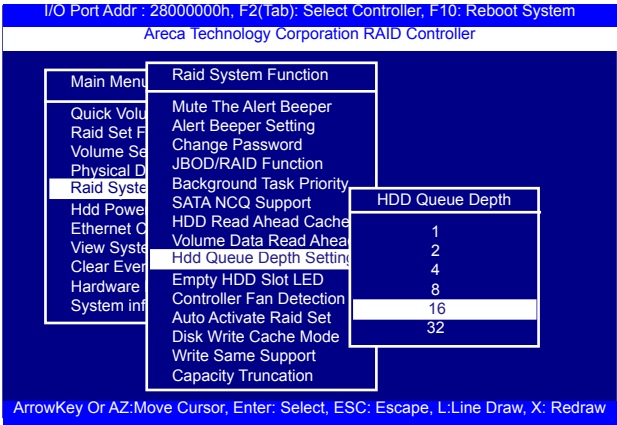 I/O Port Addr : 28000000h, F2(Tab): Select Controller, F10: Reboot System
Areca Technology Corporation RAID Controller
Main Menu
Quick Volu
Raid Set F
Volume Se
Physical D
Raid Syste
Hdd Powe
Ethernet C
View Syste
Clear Ever
Hardware
System inf
Raid System Function
Mute The Alert Beeper
Alert Beeper Setting
Change Password
JBOD/RAID Function
Background Task Priority
SATA NCQ Support
HDD Read Ahead Cache
Volume Data Read Ahea
Hdd Queue Depth Setting
Empty HDD Slot LED
Controller Fan Detection
Auto Activate Raid Set
Disk Write Cache Mode
Write Same Support
Capacity Truncation
HDD Queue Depth
1
2
4
8
16
32
ArrowKey Or AZ:Move Cursor, Enter: Select, ESC: Escape, L:Line Draw, X: Redraw